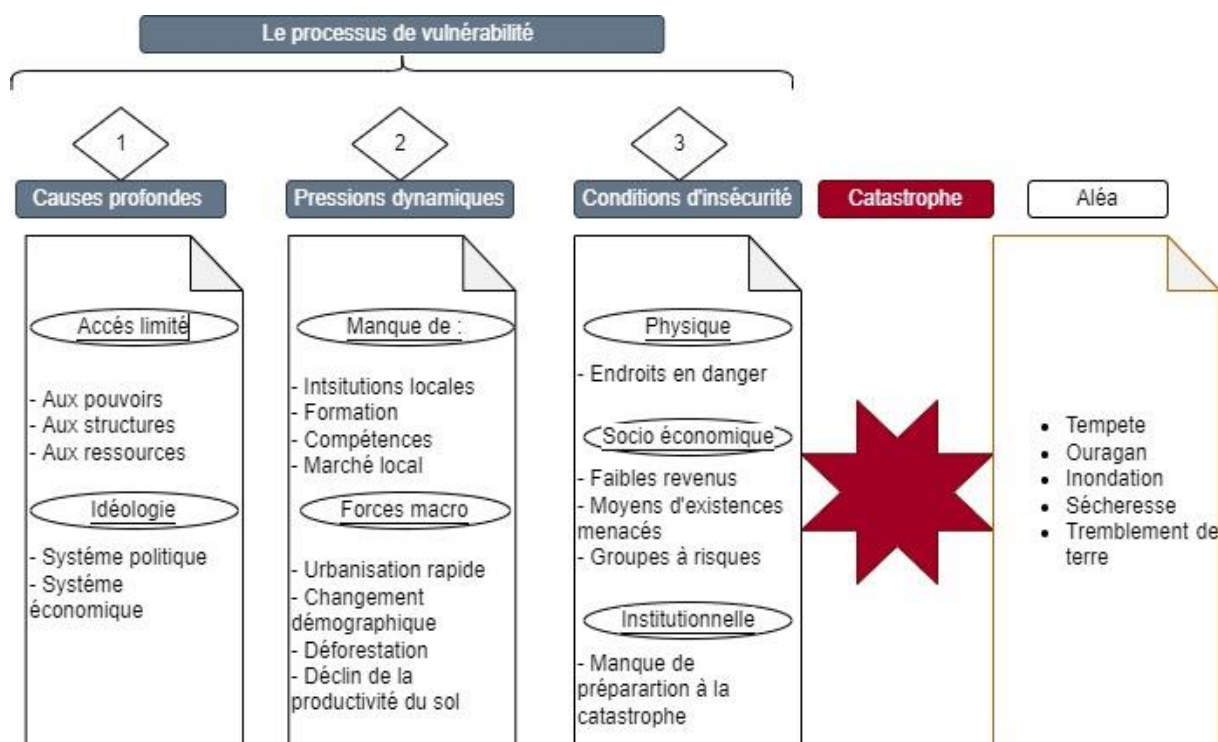 Le processus de vulnérabilité
1
2
3
Causes profondes
Pressions dynamiques
Conditions d'insécurité
Catastrophe
Aléa
Accés limité
- Aux pouvoirs
- Aux structures
- Aux ressources
Idéologie
- Systéme politique
- Systéme
économique
Manque de :
- Intsitutions locales
- Formation
- Compétences
- Marché local
Forces macro
- Urbanisation rapide
- Changement
démographique
- Déforestation
- Déclin de la
productivité du sol
Physique
- Endroits en danger
Socio économique
- Faibles revenus
- Moyens d'existences
menacés
- Groupes à risques
Institutionnelle
- Manque de
préparartion à la
catastrophe
• Tempete
• Ouragan
• Inondation
• Sécheresse
• Tremblement de
terre